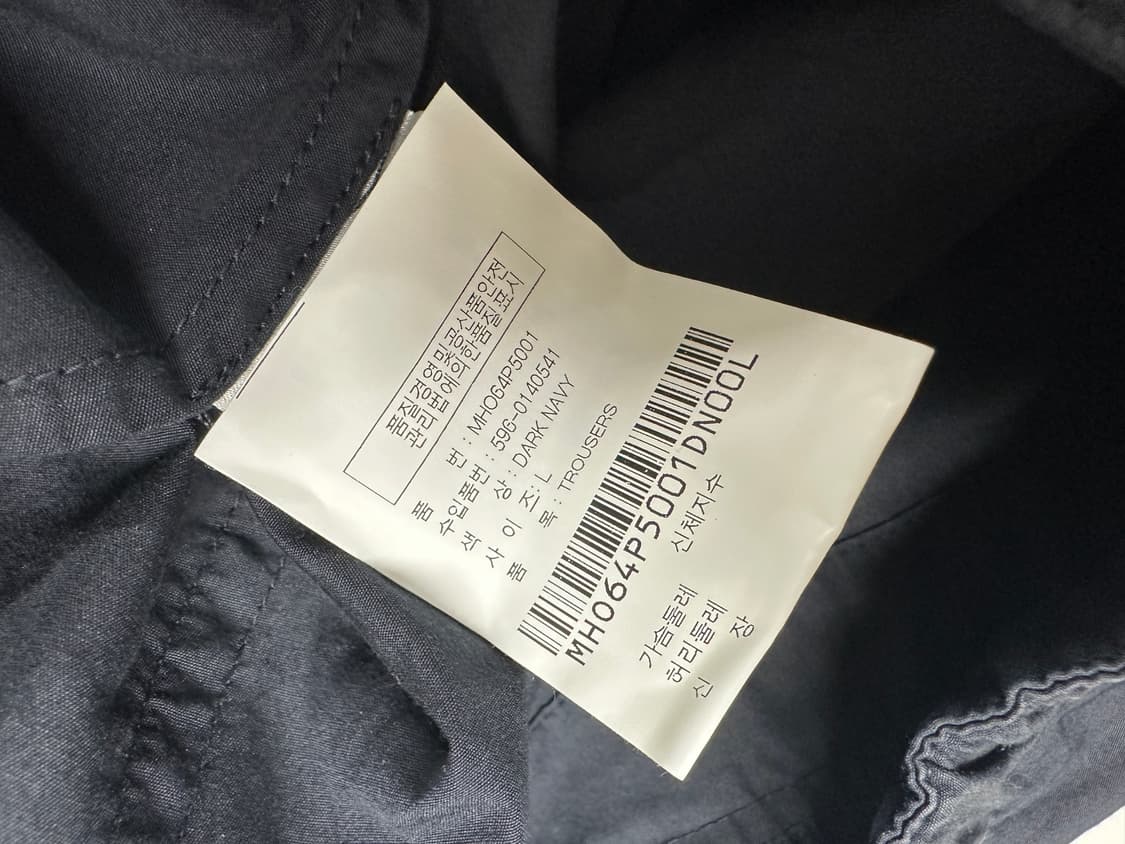 품질경영및공산품안전
관리법에의한품질표시
품 번 : MHO64P5001
수입품번 : 596-0140541
색 상 : DARK NAVY
사 이 즈 : L
품 목 : TROUSERS
MHO64P5001DN00L
신체지수
가슴둘레
허리둘레
신 장